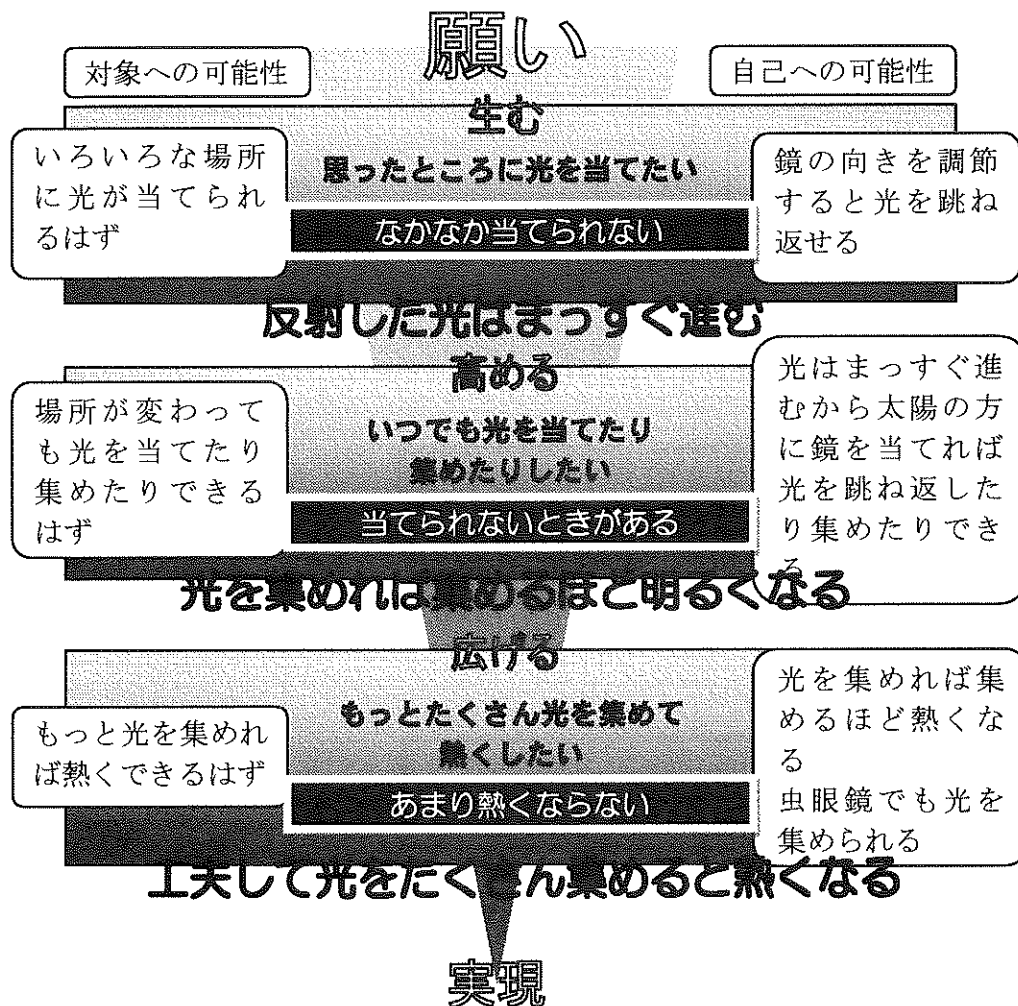 願い
対象への可能性
自己への可能性
生む
いろいろな場所
に光が当てられ
るはず
思ったところに光を当てたい
なかなか当てられない
鏡の向きを調節
すると光を跳ね
返せる
反射した光はまっすぐ進む
高める
場所が変わって
も光を当てたり
集めたりできる
はず
いつでも光を当てたり
集めたりしたい
当てられないときがある
光はまっすぐ進
むから太陽の方
に鏡を当てれば
光を跳ね返した
り集めたりでき
る
光を集めれば集めるほど明るくなる
広げる
もっと光を集めれ
ば熱くできるはず
もっとたくさん光を集めて
熱くしたい
あまり熱くならない
光を集めれば集
めるほど熱くな
る
虫眼鏡でも光を
集められる
工夫して光をたくさん集めると熱くなる
実現